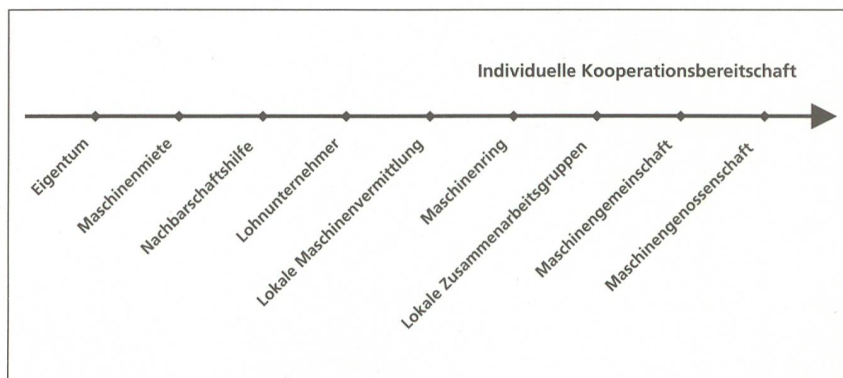 Individuelle Kooperationsbereitschaft
Eigentum
Maschinenmiete
Nachbarschaftshilfe
Lohnunternehmer
Lokale Maschinenvermittlung
Maschinenring
Lokale Zusammenarbeitsgruppen
Maschinengemeinschaft
Maschinengenossenschaft